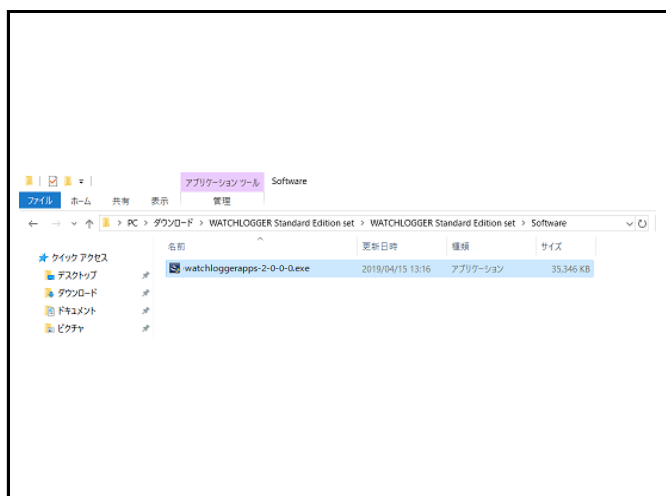 アプリケーション ツール Software
ファイル ホーム 共有 表示 管理
PC > ダウンロード > WATCHLOGGER Standard Edition set > WATCHLOGGER Standard Edition set > Software
名前 更新日時 種類 サイズ
クイック アクセス
watchloggerapps-2-0-0-0.exe 2019/04/15 13:16 アプリケーション 35,346 KB
デスクトップ
ダウンロード
ドキュメント
ピクチャ